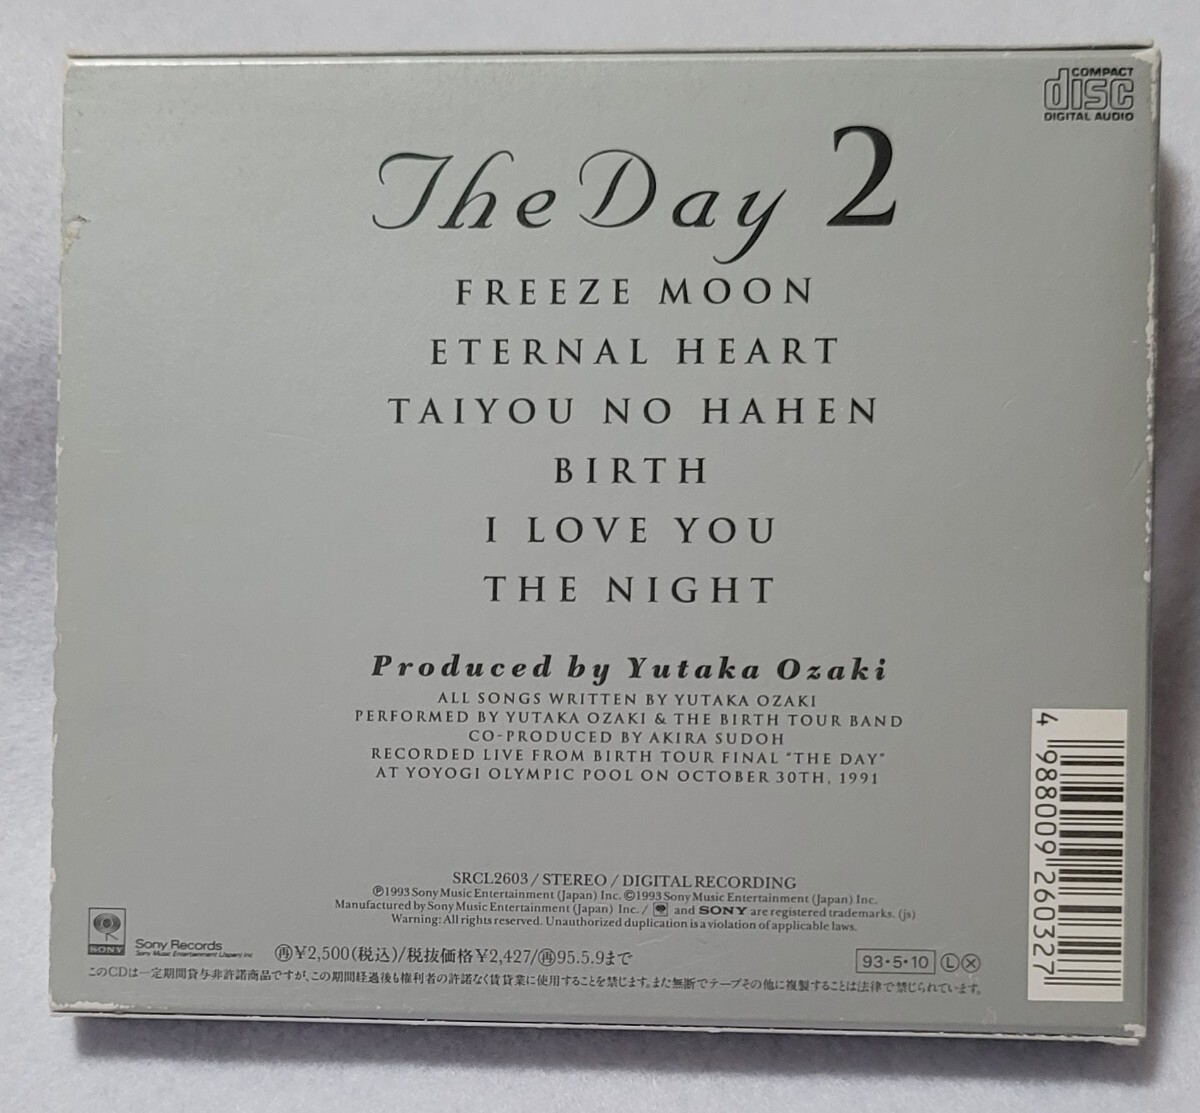 COMPACT
disc
DIGITAL AUDIO
The Day 2
FREEZE MOON
ETERNAL HEART
TAIYOU NO HAHEN
BIRTH
I LOVE YOU
THE NIGHT
Produced by Yutaka Ozaki
ALL SONGS WRITTEN BY YUTAKA OZAKI
PERFORMED BY YUTAKA OZAKI & THE BIRTH TOUR BAND
CO-PRODUCED BY AKIRA SUDOH
RECORDED LIVE FROM BIRTH TOUR FINAL "THE DAY"
AT YOYOGI OLYMPIC POOL ON OCTOBER 30TH, 1991
4 988009 260327
SRCL2603 / STEREO / DIGITAL RECORDING
℗1993 Sony Music Entertainment (Japan) Inc. ©1993 Sony Music Entertainment (Japan) Inc.
Manufactured by Sony Music Entertainment (Japan) Inc. / and SONY are registered trademarks. (js)
Warning: All rights reserved. Unauthorized duplication is a violation of applicable laws.
SONY
Sony Records
Sony Music Entertainment (Japan) Inc
㊢¥2,500(税込)/税抜価格¥2,427/㊢95.5.9まで
93・5・10 Ⓛ Ⓧ
このCDは一定期間貸与非許諾商品ですが、この期間経過後も権利者の許諾なく賃貸業に使用することを禁じます。また無断でテープその他に複製することは法律で禁じられています。